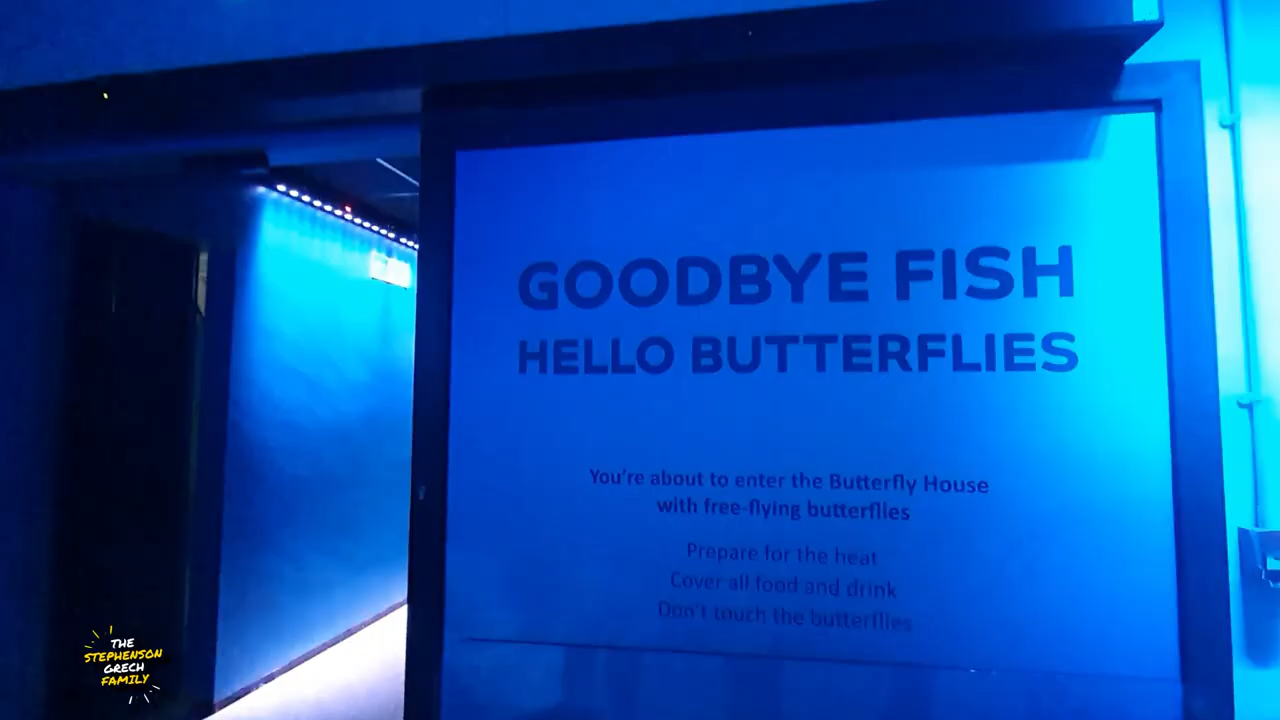 GOODBYE FISH
HELLO BUTTERFLIES
You're about to enter the Butterfly House
with free-flying butterflies
Prepare for the heat
Cover all food and drink
Don't touch the butterflies
THE
STEPHENSON
GRECH
FAMILY